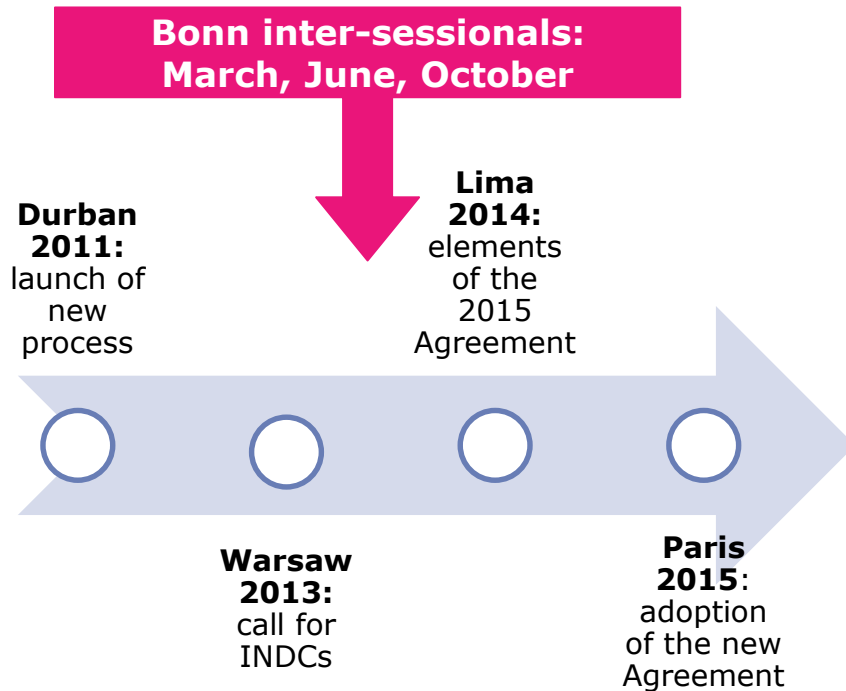 Bonn inter-sessionals:
March, June, October
Durban
2011:
launch of
new
process
Lima
2014:
elements
of the
2015
Agreement
Warsaw
2013:
call for
INDCs
Paris
2015:
adoption
of the new
Agreement